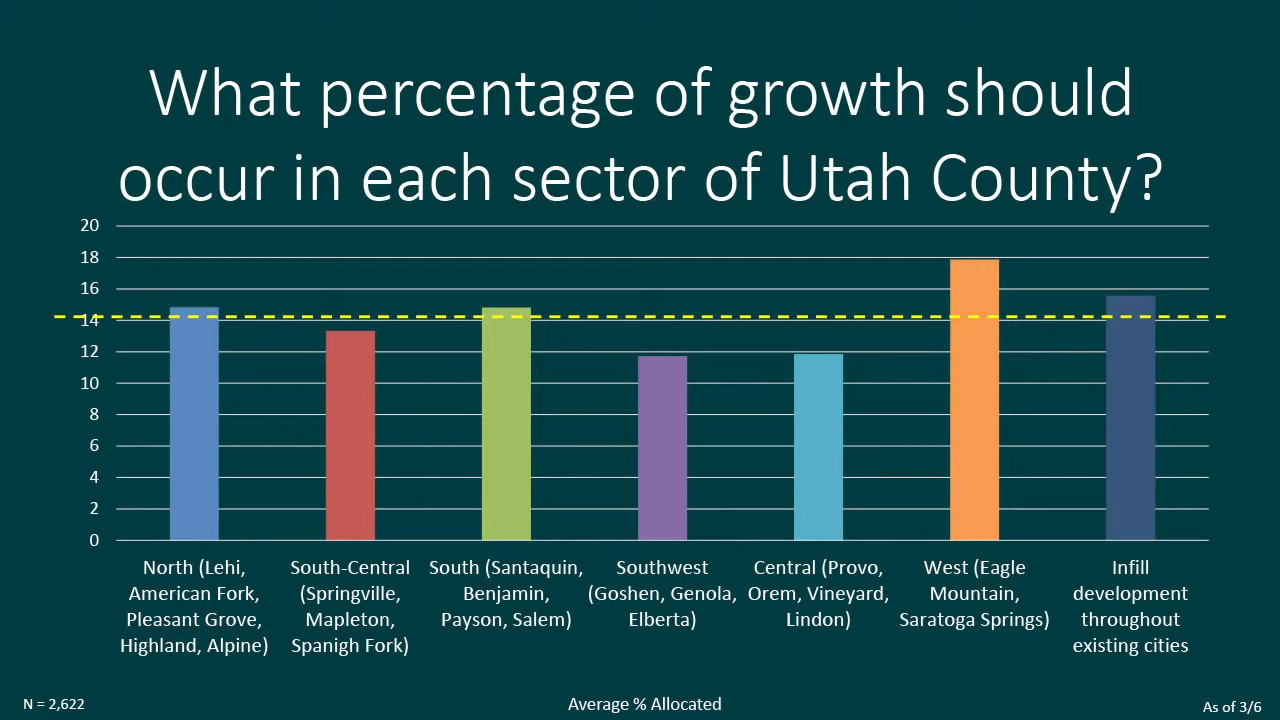 What percentage of growth should
occur in each sector of Utah County?
20
18
16
14
12
10
8
6
4
2
0
North (Lehi,
American Fork,
Pleasant Grove,
Highland, Alpine)
South-Central
(Springville,
Mapleton,
Spanigh Fork)
South (Santaquin,
Benjamin,
Payson, Salem)
Southwest
(Goshen, Genola,
Elberta)
Central (Provo,
Orem, Vineyard,
Lindon)
West (Eagle
Mountain,
Saratoga Springs)
Infill
development
throughout
existing cities
N = 2,622
Average % Allocated
As of 3/6